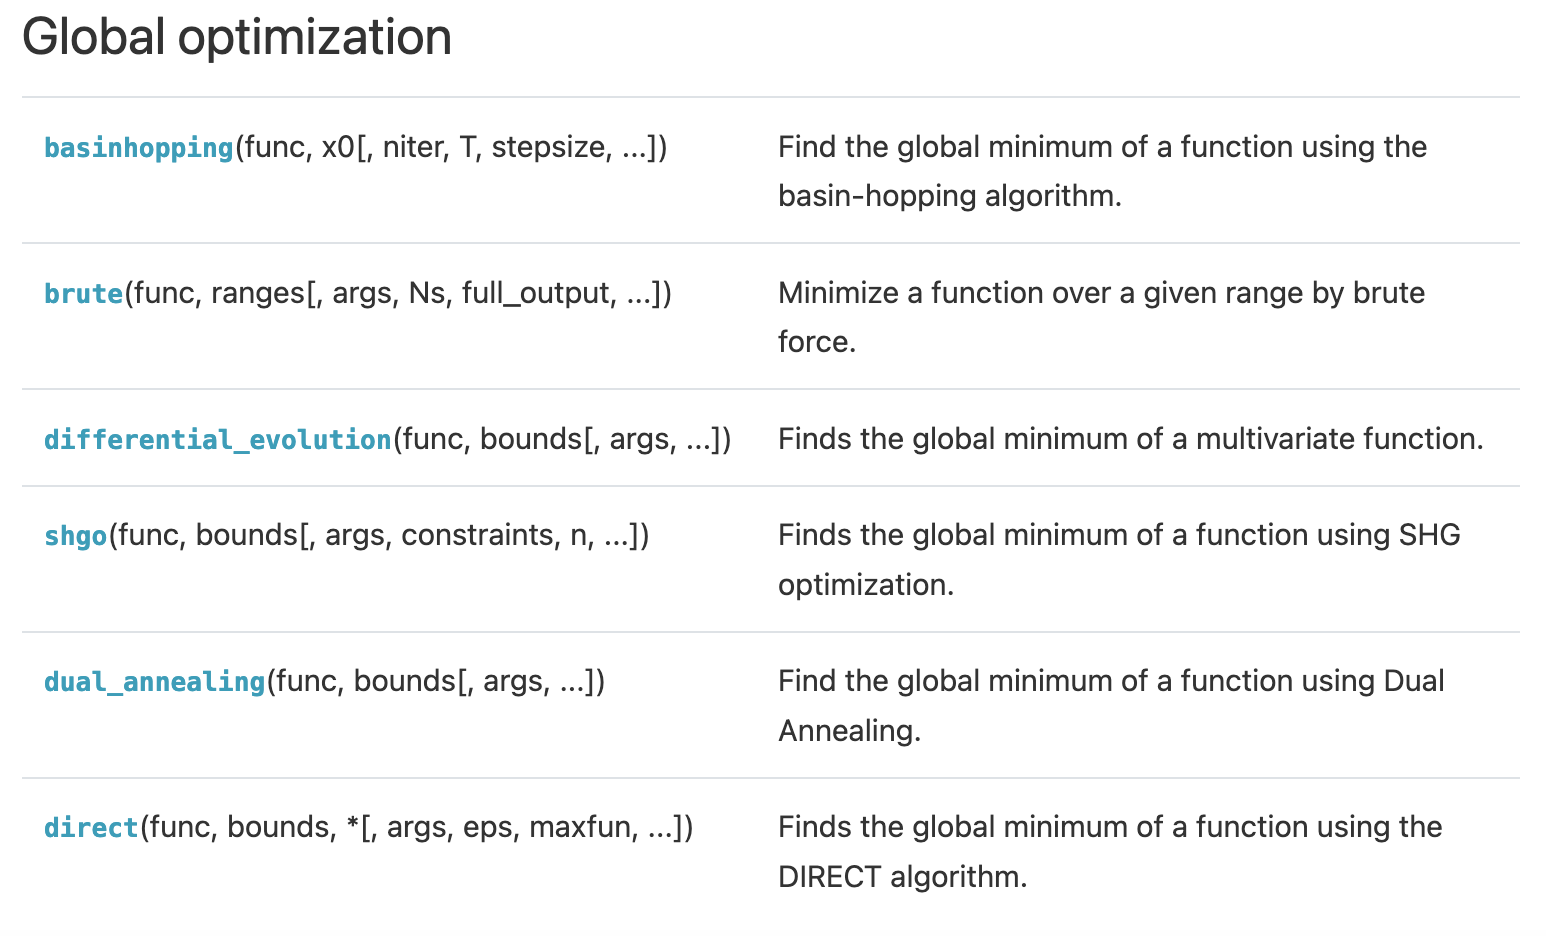 Global optimization
basinhopping(func, x0[, niter, T, stepsize, ...])
Find the global minimum of a function using the
basin-hopping algorithm.
brute(func, ranges[, args, Ns, full_output, ...])
Minimize a function over a given range by brute
force.
differential_evolution(func, bounds[, args, ...])
Finds the global minimum of a multivariate function.
shgo(func, bounds[, args, constraints, n, ...])
Finds the global minimum of a function using SHG
optimization.
dual_annealing(func, bounds[, args, ...])
Find the global minimum of a function using Dual
Annealing.
direct(func, bounds, *[, args, eps, maxfun, ...])
Finds the global minimum of a function using the
DIRECT algorithm.